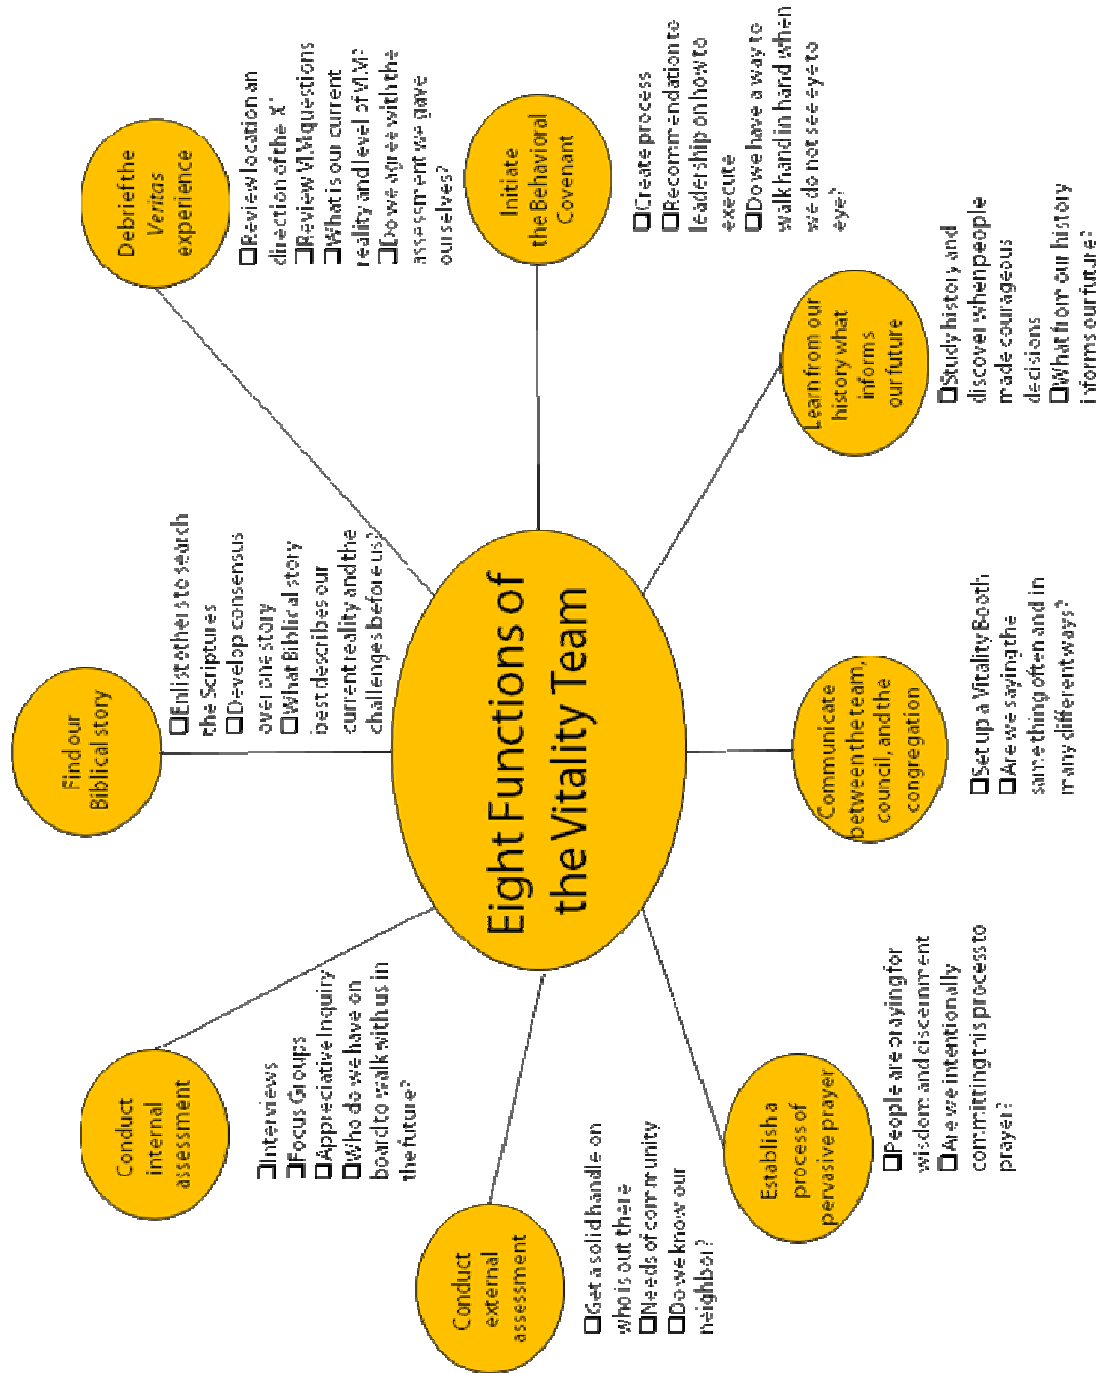 Eight Functions of
the Vitality Team
Find our
Biblical story
❑Enlist others to search
the Scriptures
❑Develop consensus
over one story
❑What Biblical story
best describes our
current reality and the
challenges before us?
Debrief the
Veritas
experience
❑Review location an
direction of the 'X'
❑Review questions
❑What is our current
reality and level of
❑Do we agree with the
assessment we gave
ourselves?
Initiate
the Behavioral
Covenant
❑Create process
❑Recommendation to
leadership on how to
execute
❑Do we have a way to
walk hand in hand when
we do not see eye to
eye?
Learn from our
history what
informs
our future
❑Study history and
discover when people
made courageous
decisions
❑What from our history
informs our future?
Communicate
between the team,
council, and the
congregation
❑Set up a Vitality Booth
❑Are we saying the
same thing often and in
many different ways?
Establish a
process of
pervasive prayer
❑People are praying for
wisdom and discernment
❑Are we intentionally
committing this process to
prayer?
Conduct
external
assessment
❑Get a solid handle on
who is out there
❑Needs of community
❑Do we know our
neighbor?
Conduct
internal
assessment
❑Interviews
❑Focus Groups
❑Appreciative Inquiry
❑Who do we have on
board to walk with us in
the future?